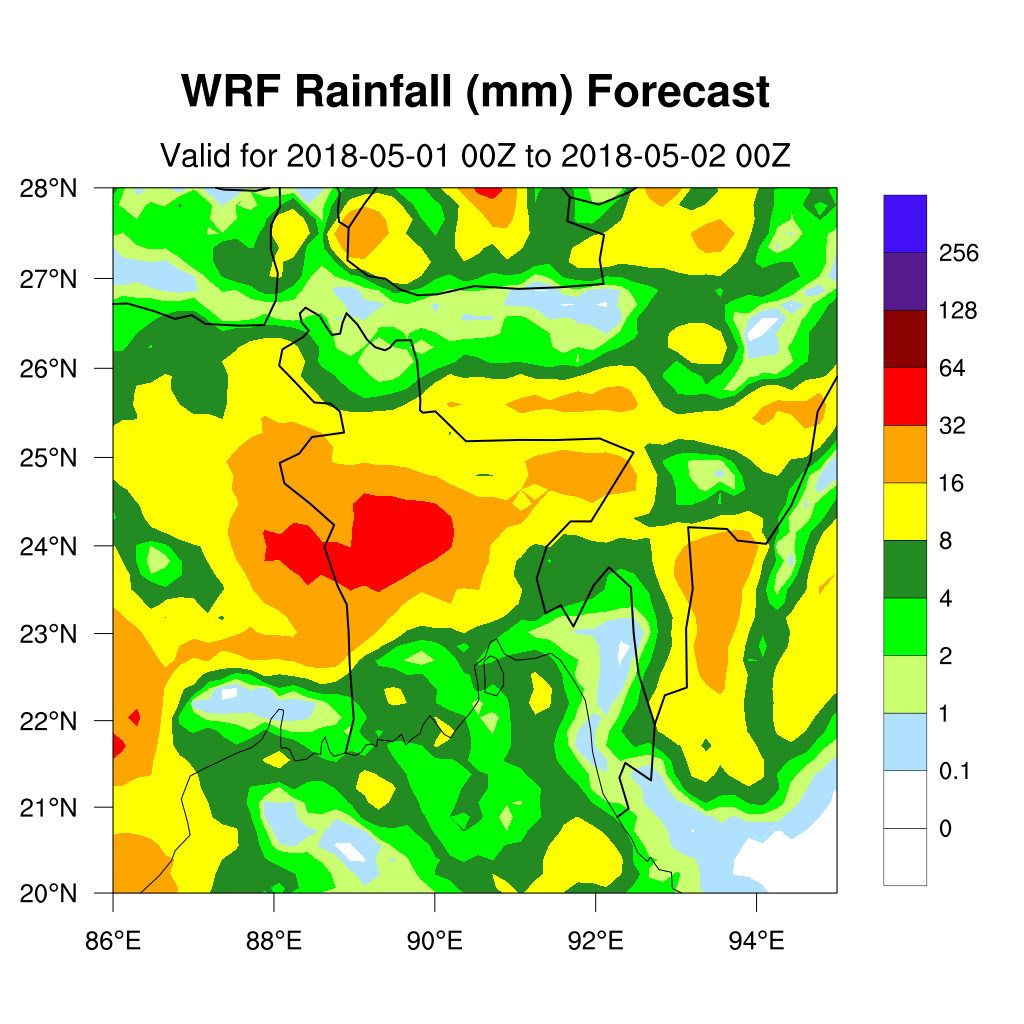 WRF Rainfall (mm) Forecast
Valid for 2018-05-01 00Z to 2018-05-02 00Z
28°N
27°N
26°N
25°N
24°N
23°N
22°N
21°N
20°N
86°E
88°E
90°E
92°E
94°E
256
128
64
32
16
8
4
2
1
0.1
0